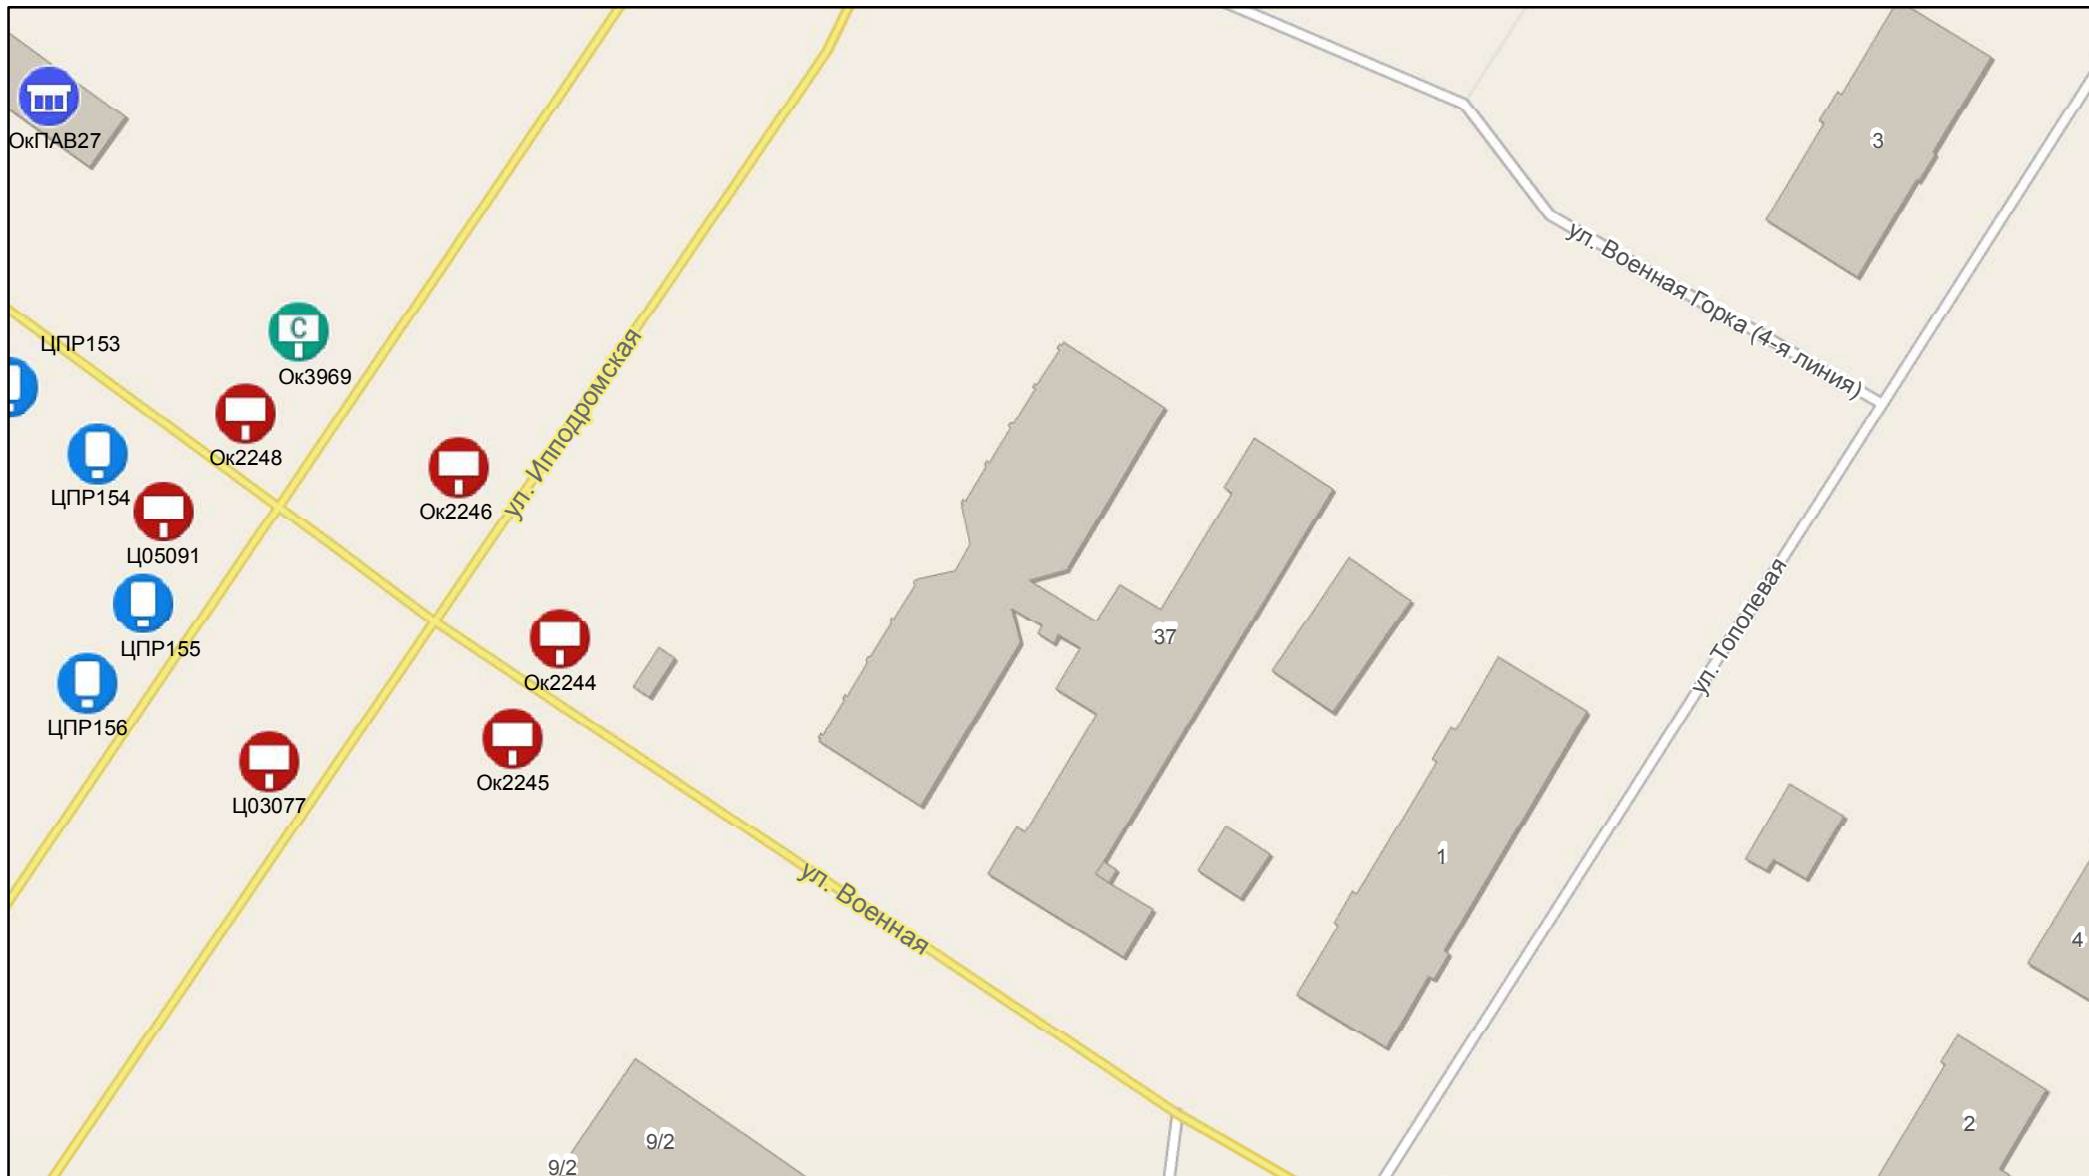 ОкПАВ27
3
ул. Военная Горка (4-я линия)
ЦПР153
Ок3969
ул. Ипподромская
Ок2248
ЦПР154
Ок2246
Ц05091
ЦПР155
37
ул. Тополевая
Ок2244
ЦПР156
Ок2245
Ц03077
1
ул. Военная
4
2
9/2
9/2
С